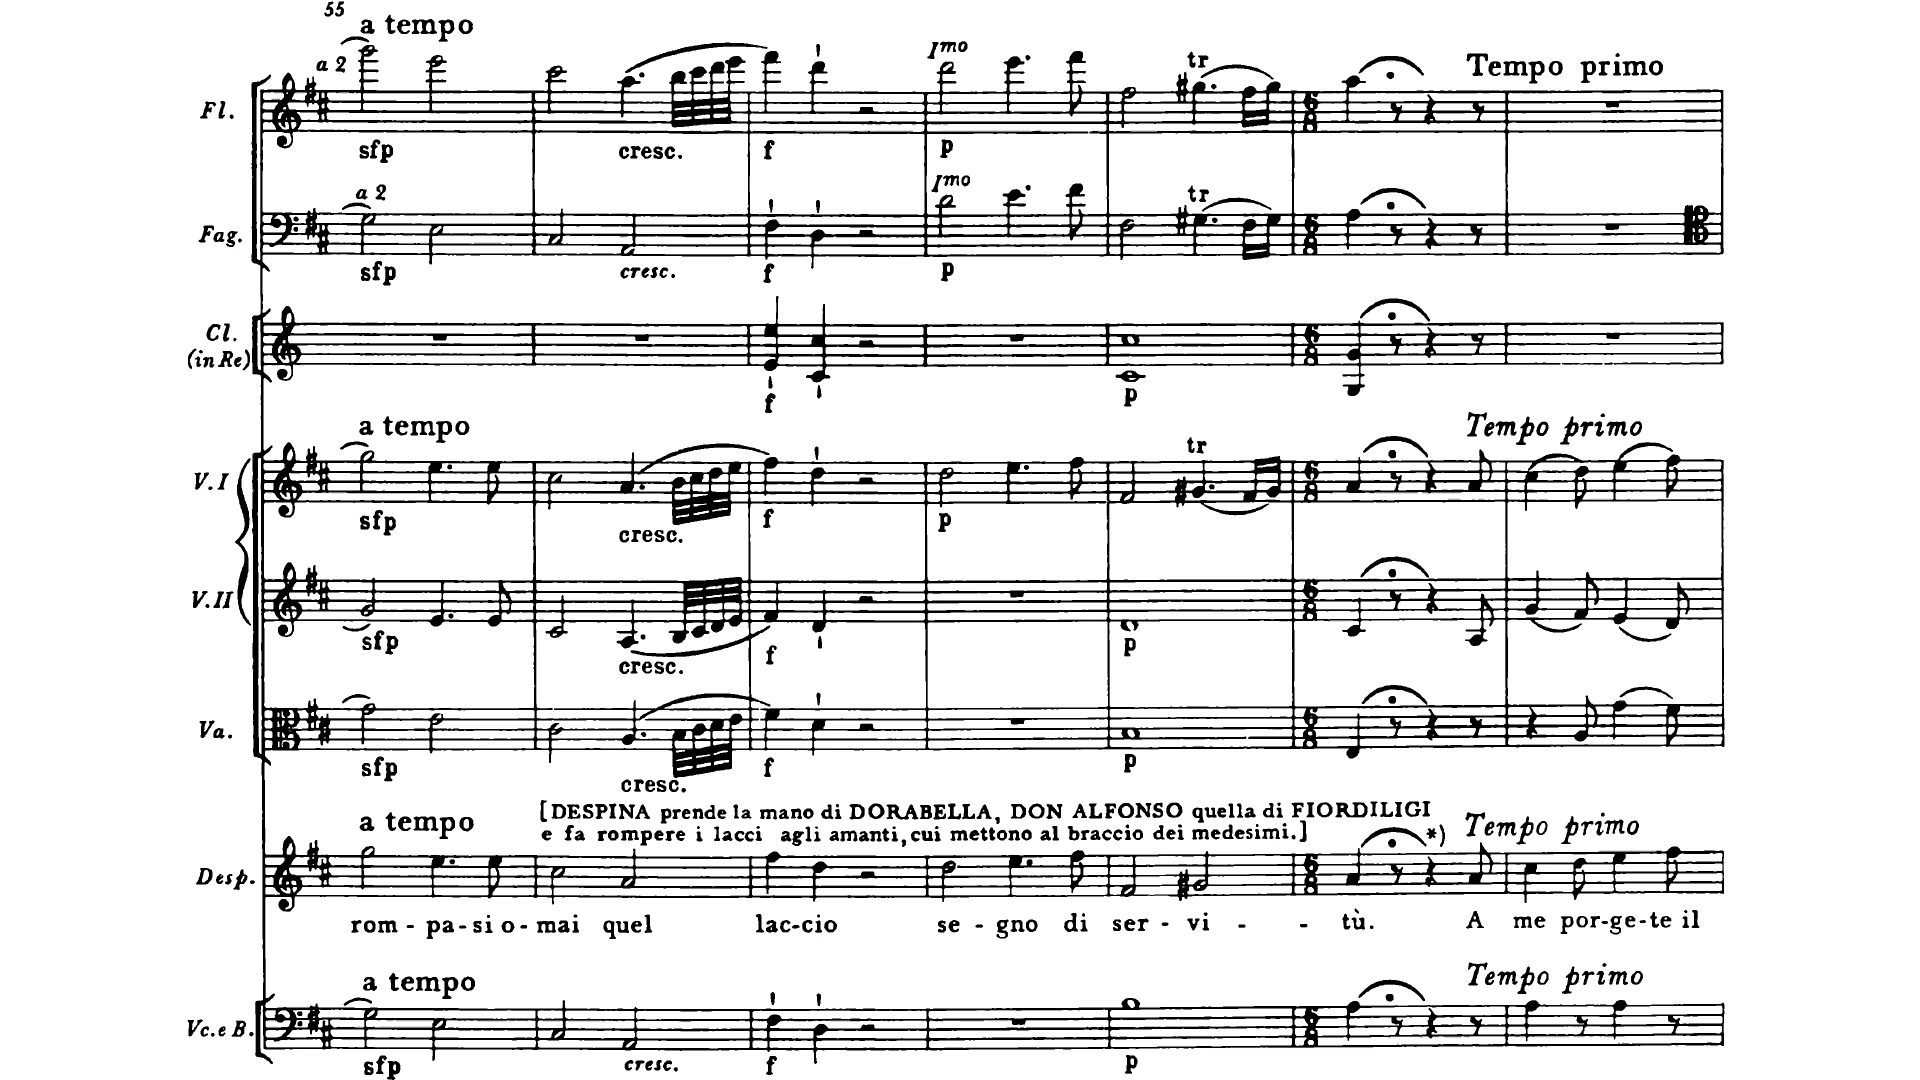 55
a tempo
a 2
Tempo primo
Imo
tr
Fl.
sfp
cresc.
f
p
a 2
Imo
tr
Fag.
sfp
cresc.
f
p
6
8
Cl.
(in Re)
f
p
a tempo
Tempo primo
tr
V. I
sfp
cresc.
f
p
V. II
sfp
cresc.
f
p
Va.
sfp
cresc.
f
p
[DESPINA prende la mano di DORABELLA, DON ALFONSO quella di FIORDILIGI
e fa rompere i lacci agli amanti, cui mettono al braccio dei medesimi.]
a tempo
*)
Tempo primo
Desp.
rom - pa - si o - mai quel lac-cio se - gno di ser - vi - - tù. A me por-ge-te il
a tempo
Tempo primo
Vc. e B.
sfp
cresc.
f
p